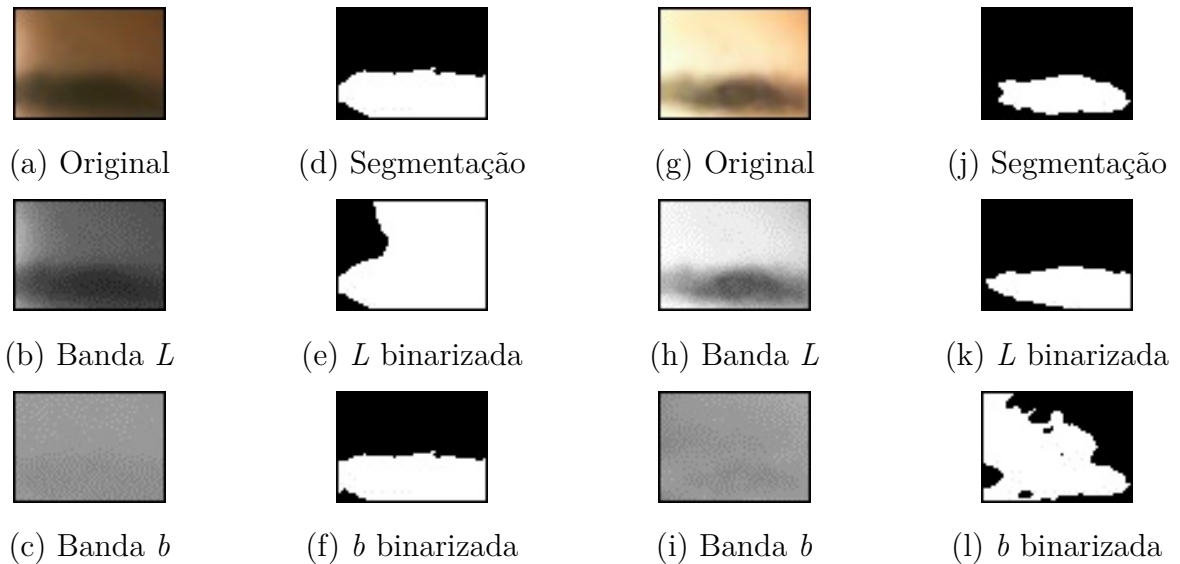 (a) Original
(d) Segmentação
(g) Original
(j) Segmentação
(b) Banda L
(e) L binarizada
(h) Banda L
(k) L binarizada
(c) Banda b
(f) b binarizada
(i) Banda b
(l) b binarizada